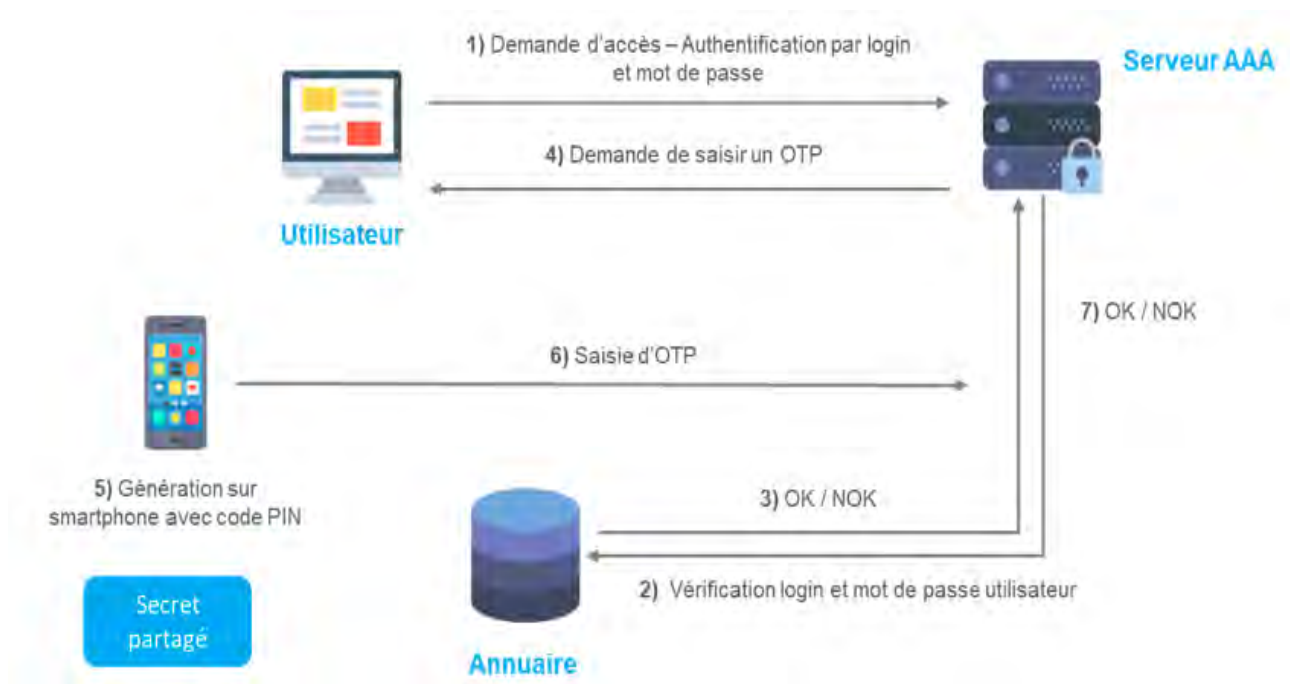 1) Demande d'accès – Authentification par login
et mot de passe
Serveur AAA
4) Demande de saisir un OTP
Utilisateur
7) OK / NOK
6) Saisie d'OTP
5) Génération sur
smartphone avec code PIN
3) OK / NOK
2) Vérification login et mot de passe utilisateur
Secret
partagé
Annuaire